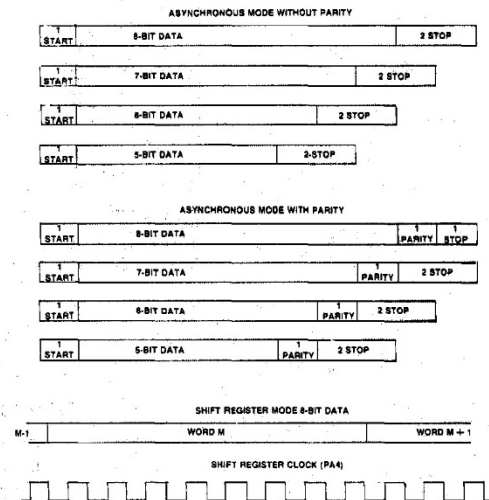 ASYNCHRONOUS MODE WITHOUT PARITY
1 START 8-BIT DATA 2 STOP
1 START 7-BIT DATA 2 STOP
1 START 6-BIT DATA 2 STOP
1 START 5-BIT DATA 2-STOP
ASYNCHRONOUS MODE WITH PARITY
1 START 8-BIT DATA 1 PARITY 1 STOP
1 START 7-BIT DATA 1 PARITY 2 STOP
1 START 6-BIT DATA 1 PARITY 2 STOP
1 START 5-BIT DATA 1 PARITY 2 STOP
SHIFT REGISTER MODE 8-BIT DATA
M-1 WORD M WORD M + 1
SHIFT REGISTER CLOCK (PA4)